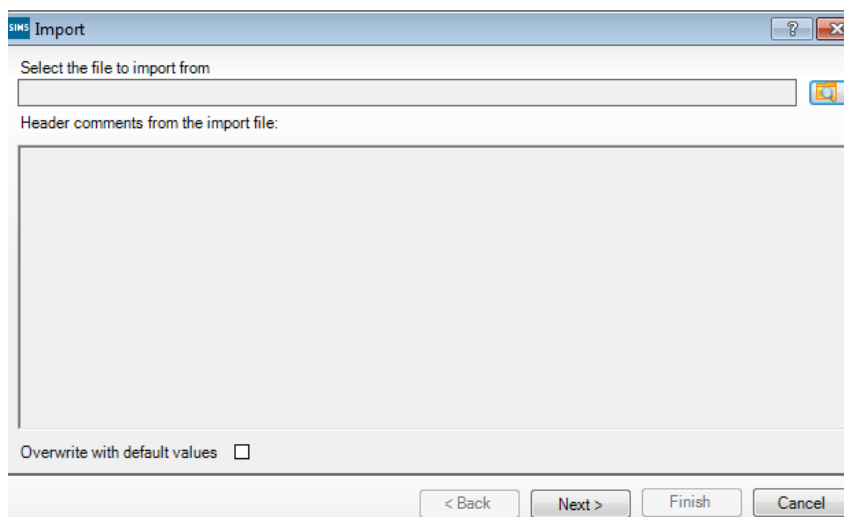 SIMS Import ?
Select the file to import from
Header comments from the import file:
Overwrite with default values
< Back Next > Finish Cancel